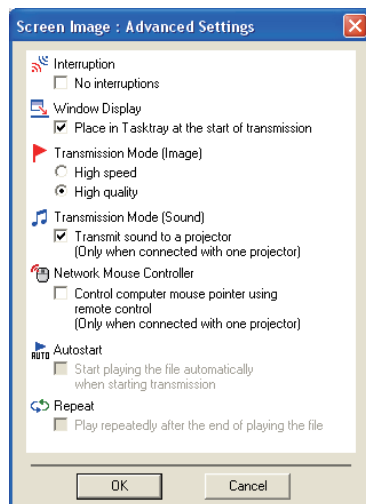 Screen Image : Advanced Settings
Interruption
No interruptions
Window Display
Place in Tasktray at the start of transmission
Transmission Mode (Image)
High speed
High quality
Transmission Mode (Sound)
Transmit sound to a projector
(Only when connected with one projector)
Network Mouse Controller
Control computer mouse pointer using
remote control
(Only when connected with one projector)
AUTO Autostart
Start playing the file automatically
when starting transmission
Repeat
Play repeatedly after the end of playing the file
OK Cancel